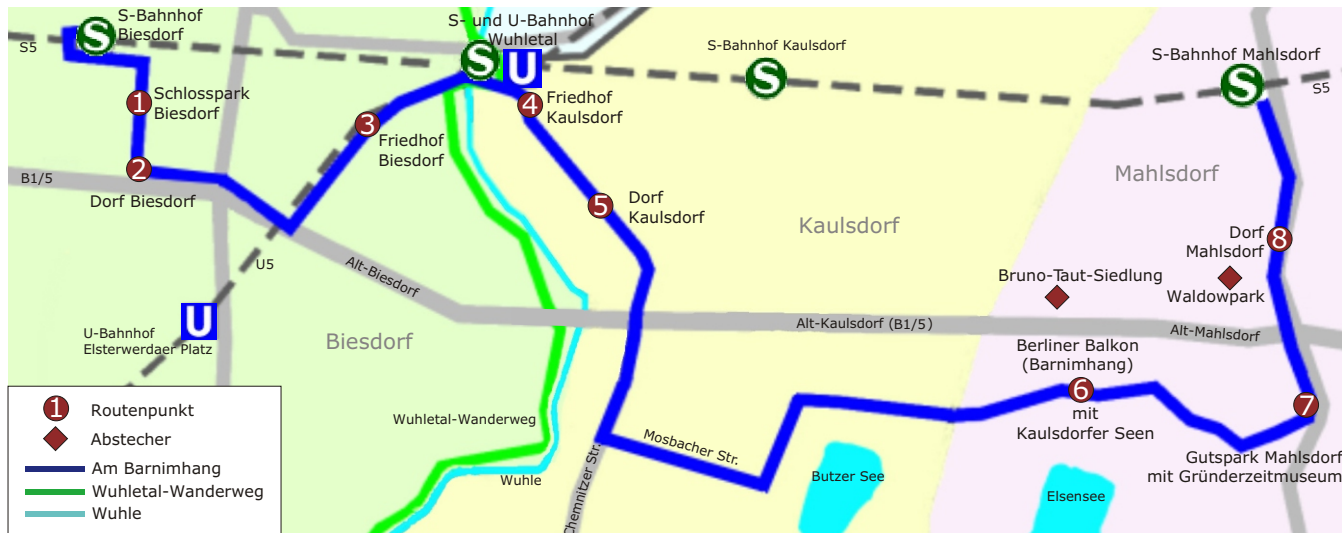 S-Bahnhof
Biesdorf
S
S5
1
Schlosspark
Biesdorf
2
B1/5
Dorf Biesdorf
3
Friedhof
Biesdorf
S- und U-Bahnhof
Wuhletal
S
U
4
Friedhof
Kaulsdorf
5
Dorf
Kaulsdorf
S-Bahnhof Kaulsdorf
S
S-Bahnhof Mahlsdorf
S
S5
Mahlsdorf
Kaulsdorf
Biesdorf
U5
Alt-Biesdorf
U
U-Bahnhof
Elsterwerdaer Platz
Dorf
Mahlsdorf
8
Bruno-Taut-Siedlung
Waldowpark
Alt-Kaulsdorf (B1/5)
Alt-Mahlsdorf
Berliner Balkon
(Barnimhang)
6
mit
Kaulsdorfer Seen
7
Gutspark Mahlsdorf
mit Gründerzeitmuseum
Wuhletal-Wanderweg
Wuhle
Chemnitzer Str.
Mosbacher Str.
Butzer See
Elsensee
1
Routenpunkt
Abstecher
Am Barnimhang
Wuhletal-Wanderweg
Wuhle